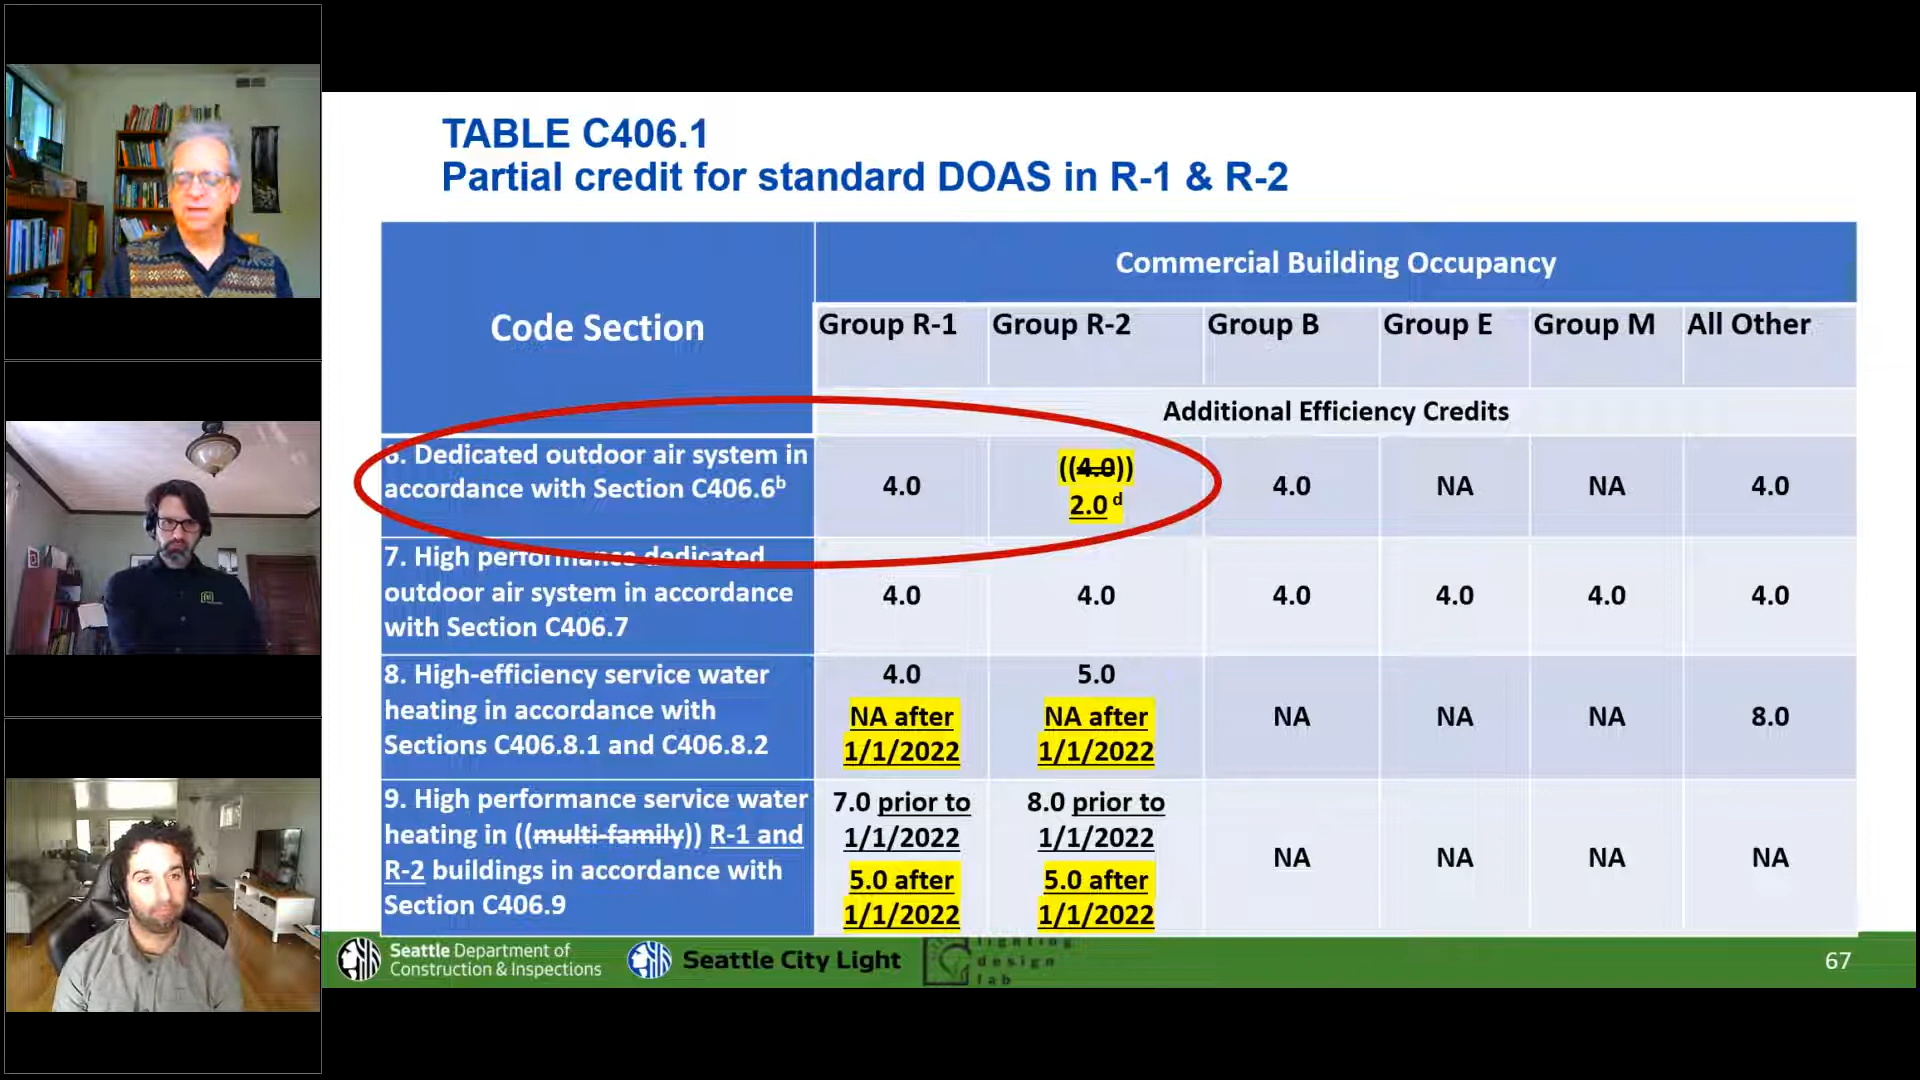 TABLE C406.1
Partial credit for standard DOAS in R-1 & R-2
Code Section
Commercial Building Occupancy
Group R-1 Group R-2 Group B Group E Group M All Other
Additional Efficiency Credits
6. Dedicated outdoor air system in
accordance with Section C406.6b
4.0
((4.0))
2.0 d
4.0
NA
NA
4.0
7. High performance dedicated
outdoor air system in accordance
with Section C406.7
4.0
4.0
4.0
4.0
4.0
4.0
8. High-efficiency service water
heating in accordance with
Sections C406.8.1 and C406.8.2
4.0
NA after
1/1/2022
5.0
NA after
1/1/2022
NA
NA
NA
8.0
9. High performance service water
heating in ((multi-family)) R-1 and
R-2 buildings in accordance with
Section C406.9
7.0 prior to
1/1/2022
5.0 after
1/1/2022
8.0 prior to
1/1/2022
5.0 after
1/1/2022
NA
NA
NA
NA
Seattle Department of
Construction & Inspections
Seattle City Light
lighting
design
lab
67